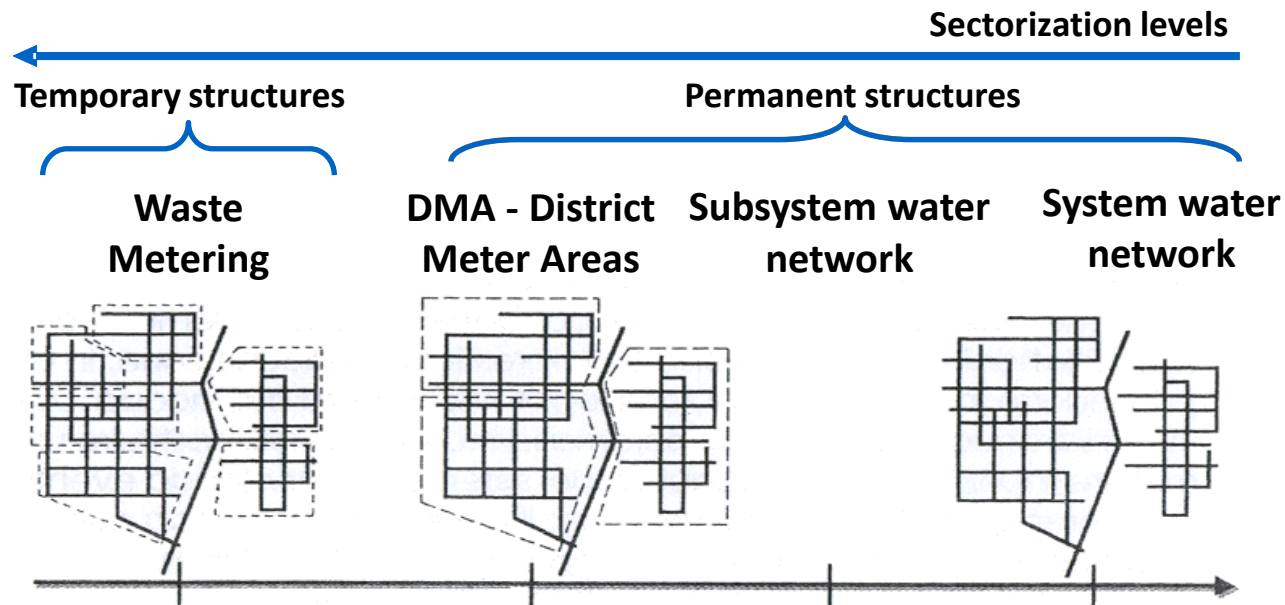 Sectorization levels
Temporary structures
Permanent structures
Waste
Metering
DMA - District
Meter Areas
Subsystem water
network
System water
network